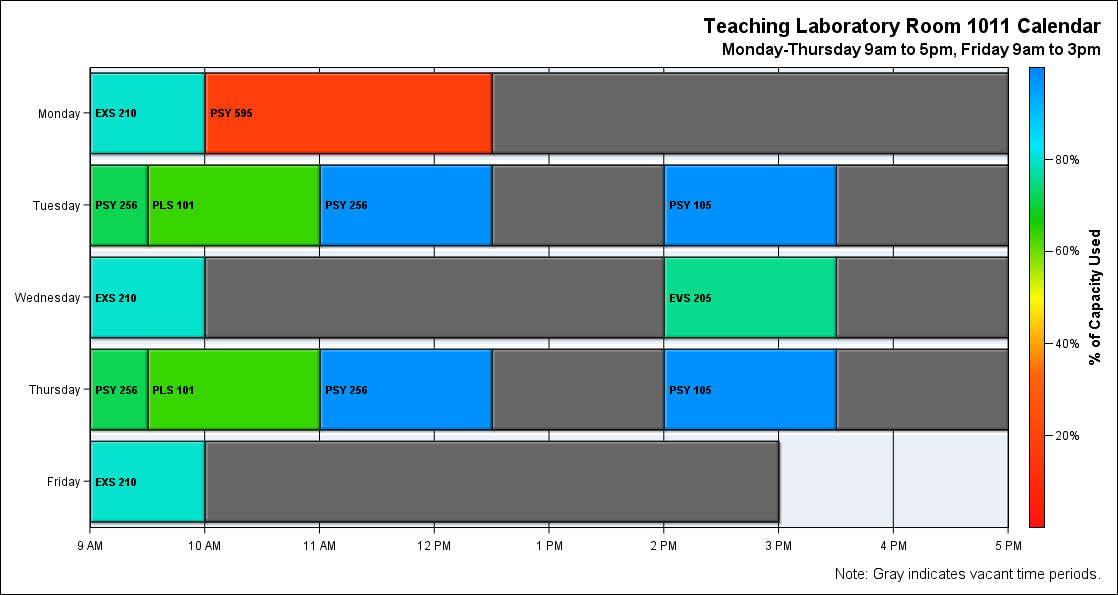 Teaching Laboratory Room 1011 Calendar
Monday-Thursday 9am to 5pm, Friday 9am to 3pm
Monday
EXS 210
PSY 595
Tuesday
PSY 256
PLS 101
PSY 256
PSY 105
Wednesday
EXS 210
EVS 205
Thursday
PSY 256
PLS 101
PSY 256
PSY 105
Friday
EXS 210
9 AM
10 AM
11 AM
12 PM
1 PM
2 PM
3 PM
4 PM
5 PM
80%
60%
40%
20%
% of Capacity Used
Note: Gray indicates vacant time periods.